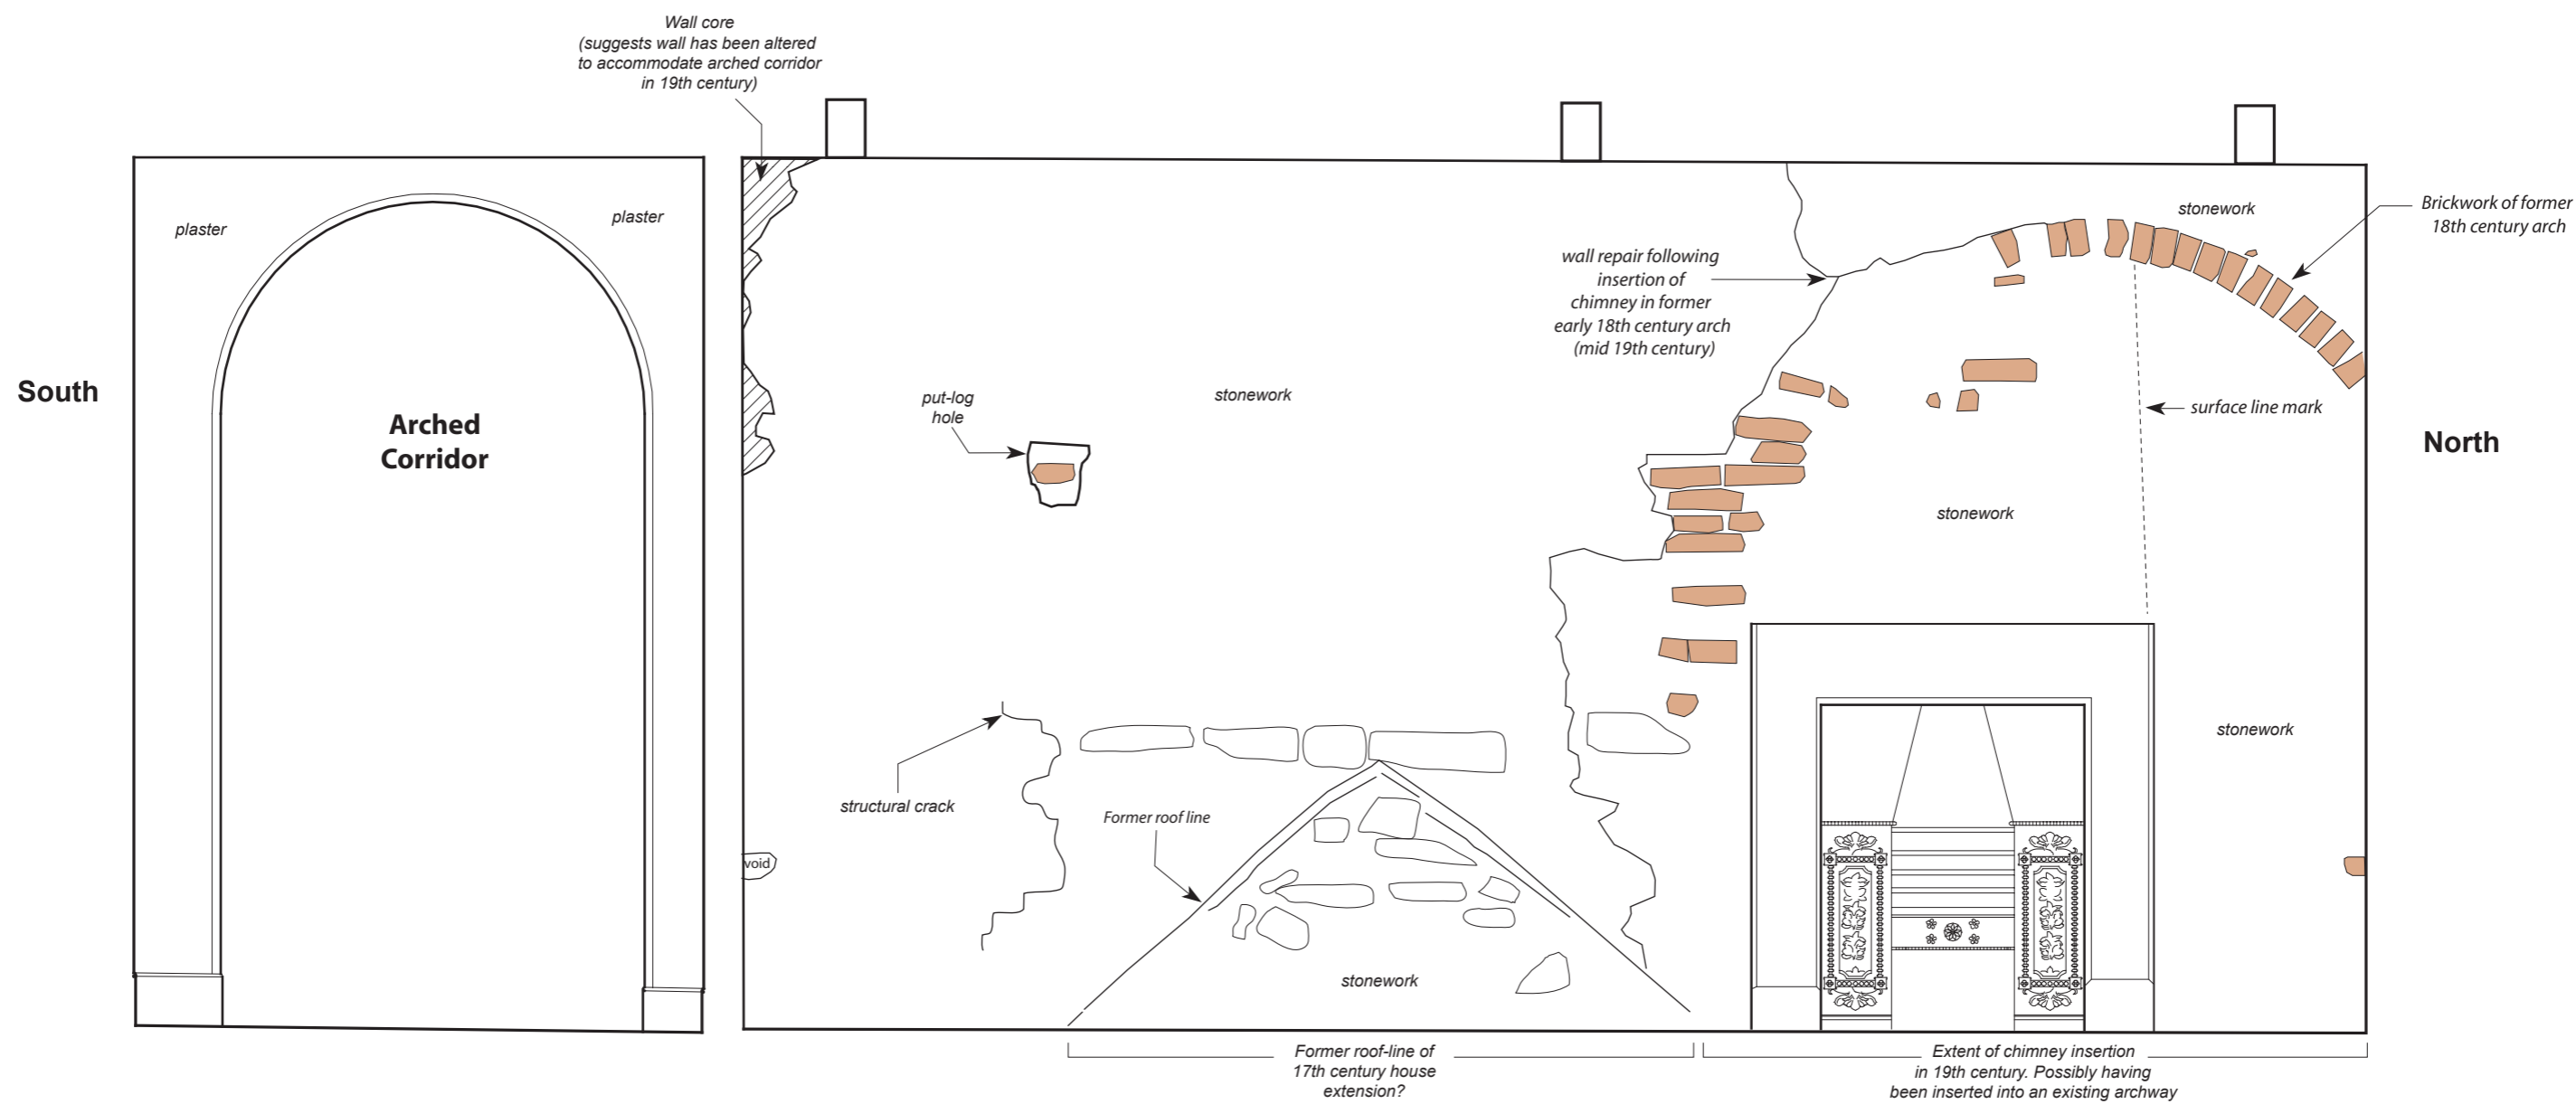 Wall core
(suggests wall has been altered
to accommodate arched corridor
in 19th century)
plaster
plaster
South
Arched
Corridor
put-log
hole
stonework
wall repair following
insertion of
chimney in former
early 18th century arch
(mid 19th century)
stonework
Brickwork of former
18th century arch
surface line mark
North
stonework
stonework
structural crack
Former roof line
void
stonework
Former roof-line of
17th century house
extension?
Extent of chimney insertion
in 19th century. Possibly having
been inserted into an existing archway